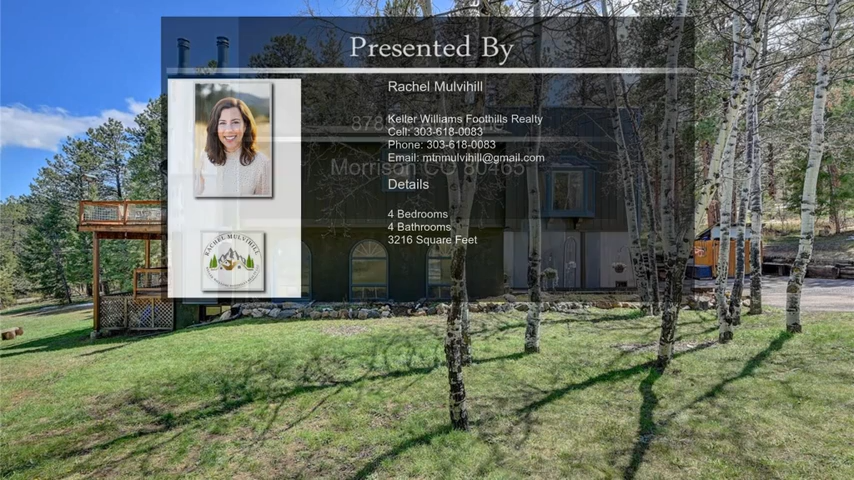 Presented By
Rachel Mulvihill
Keller Williams Foothills Realty
Cell: 303-618-0083
Phone: 303-618-0083
Email: mtnmulvihill@gmail.com
Morrison CO 80465
Details
4 Bedrooms
4 Bathrooms
3216 Square Feet
RACHEL MULVIHILL